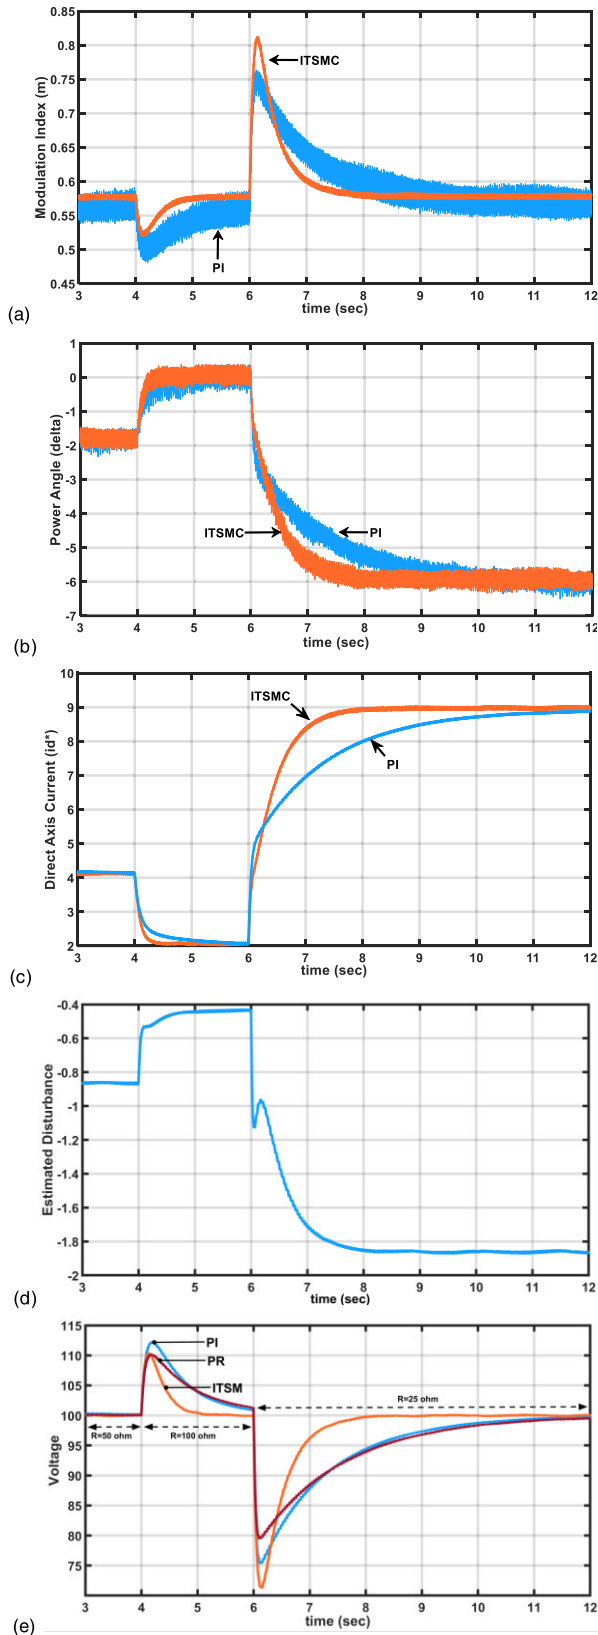 0.85
0.8
0.75
0.7
0.65
0.6
0.55
0.5
0.45
Modulation Index (m)
ITSMC
PI
3 4 5 6 7 8 9 10 11 12
time (sec)
(a)
1
0
-1
-2
-3
-4
-5
-6
-7
Power Angle (delta)
ITSMC
PI
3 4 5 6 7 8 9 10 11 12
time (sec)
(b)
10
9
8
7
6
5
4
3
2
Direct Axis Current (id*)
ITSMC
PI
3 4 5 6 7 8 9 10 11 12
time (sec)
(c)
-0.4
-0.6
-0.8
-1
-1.2
-1.4
-1.6
-1.8
-2
Estimated Disturbance
3 4 5 6 7 8 9 10 11 12
time (sec)
(d)
115
110
105
100
95
90
85
80
75
Voltage
PI
PR
ITSM
R=50 ohm
R=100 ohm
R=25 ohm
3 4 5 6 7 8 9 10 11 12
time (sec)
(e)